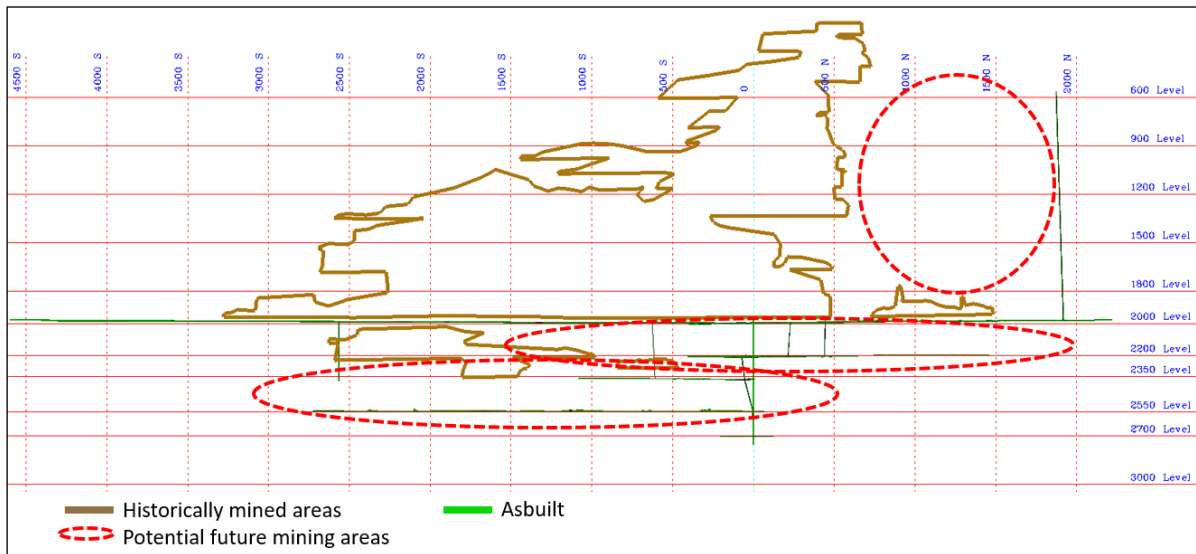 4500 S
4000 S
3500 S
3000 S
2500 S
2000 S
1500 S
1000 S
500 S
0
500 N
1000 N
1500 N
2000 N
600 Level
900 Level
1200 Level
1500 Level
1800 Level
2000 Level
2200 Level
2350 Level
2550 Level
2700 Level
3000 Level
Historically mined areas
Asbuilt
Potential future mining areas